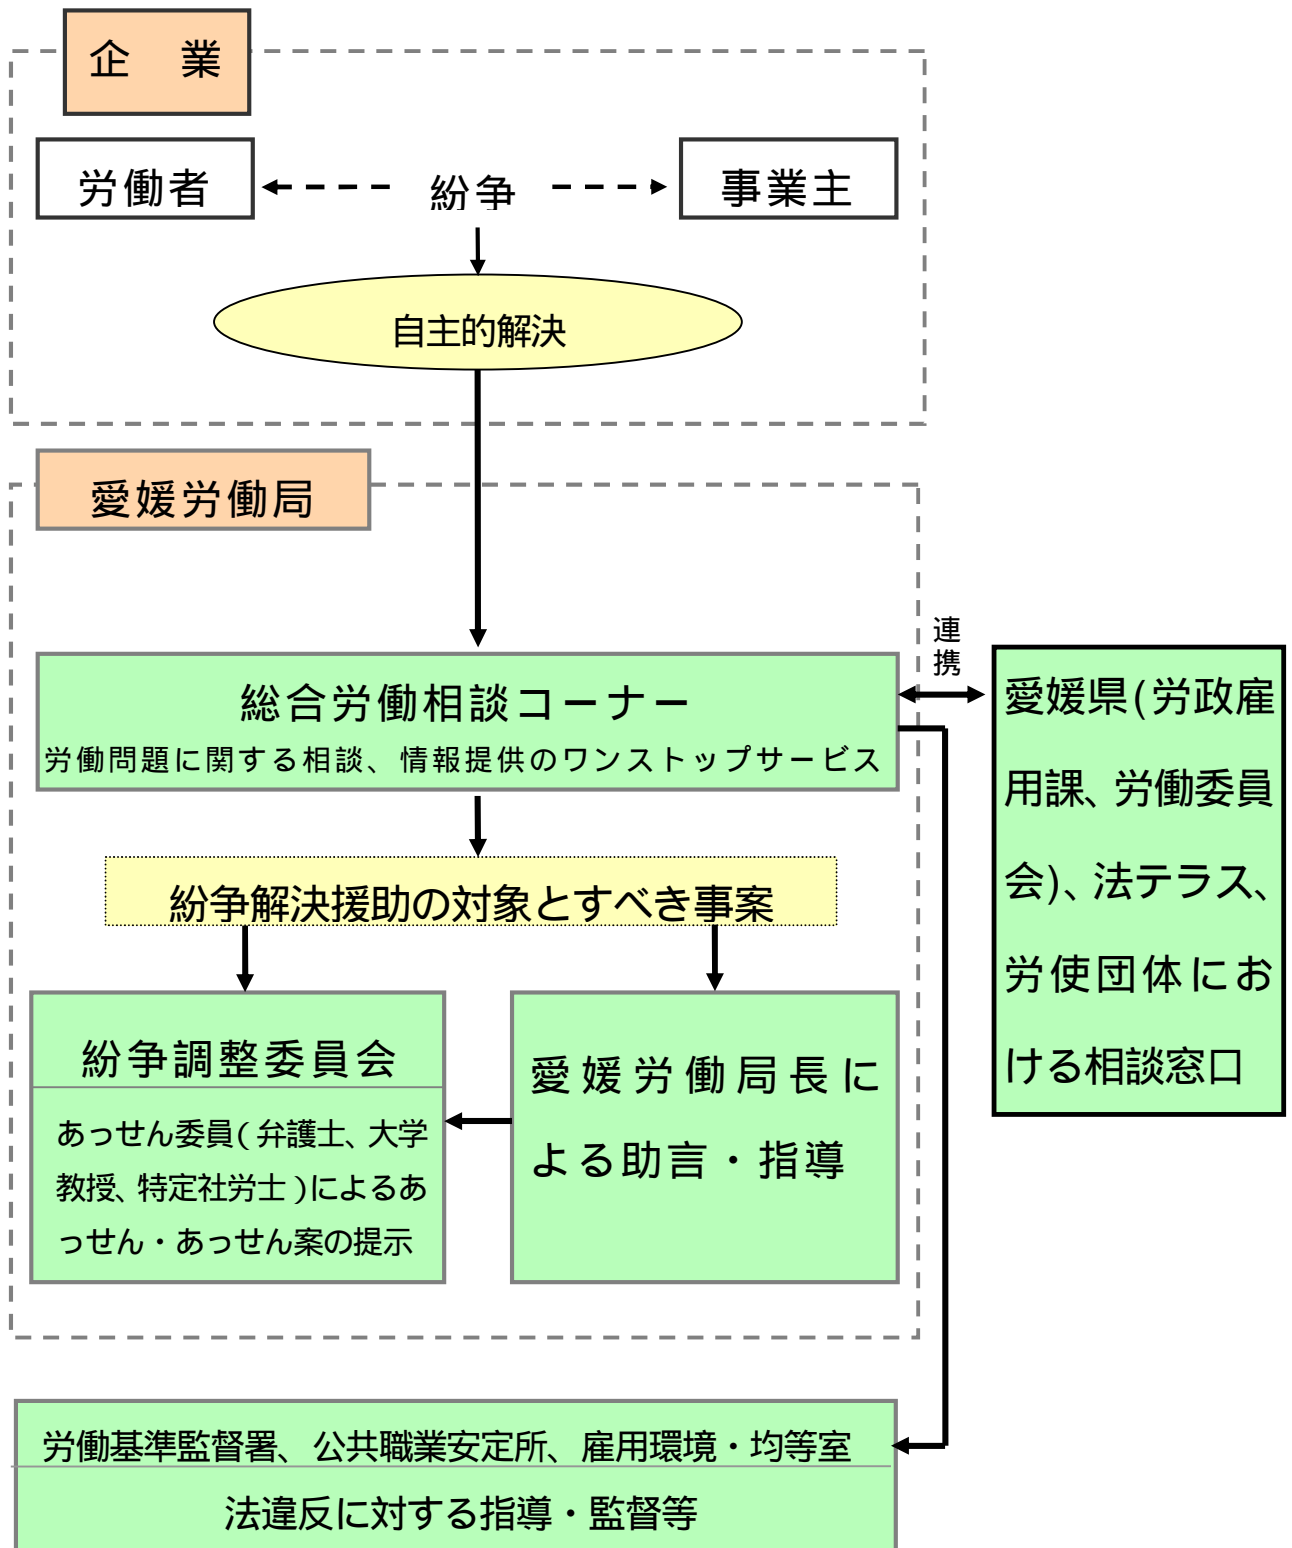 企　業
労働者
紛争
事業主
自主的解決
愛媛労働局
連
携
総合労働相談コーナー
労働問題に関する相談、情報提供のワンストップサービス
愛媛県(労政雇
用課、労働委員
会)、法テラス、
労使団体にお
ける相談窓口
紛争解決援助の対象とすべき事案
紛争調整委員会
あっせん委員(弁護士、大学
教授、特定社労士)によるあ
っせん・あっせん案の提示
愛媛労働局長に
よる助言・指導
労働基準監督署、公共職業安定所、雇用環境・均等室
法違反に対する指導・監督等